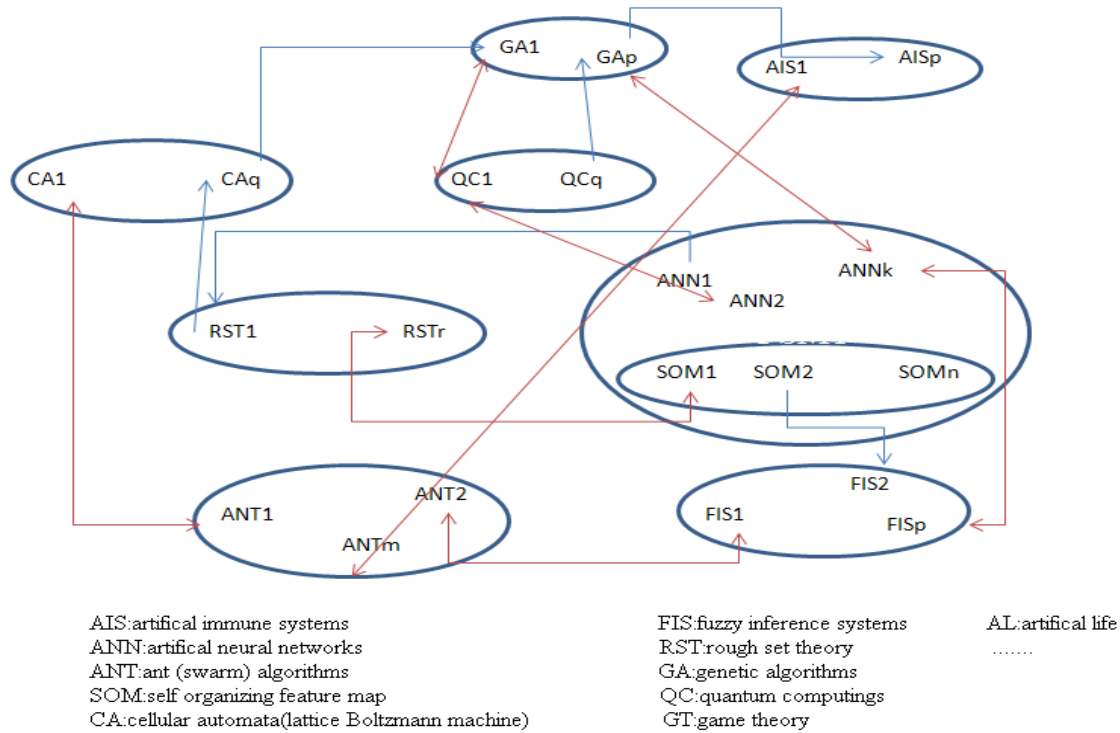 GA1
GAp
AIS1
AISp
CA1
CAq
QC1
QCq
ANN1
ANN2
ANNk
RST1
RSTr
SOM1
SOM2
SOMn
ANT1
ANT2
ANTm
FIS1
FIS2
FISp
AIS:artifical immune systems
FIS:fuzzy inference systems
AL:artifical life
ANN:artifical neural networks
RST:rough set theory
.......
ANT:ant (swarm) algorithms
GA:genetic algorithms
SOM:self organizing feature map
QC:quantum computings
CA:cellular automata(lattice Boltzmann machine)
GT:game theory